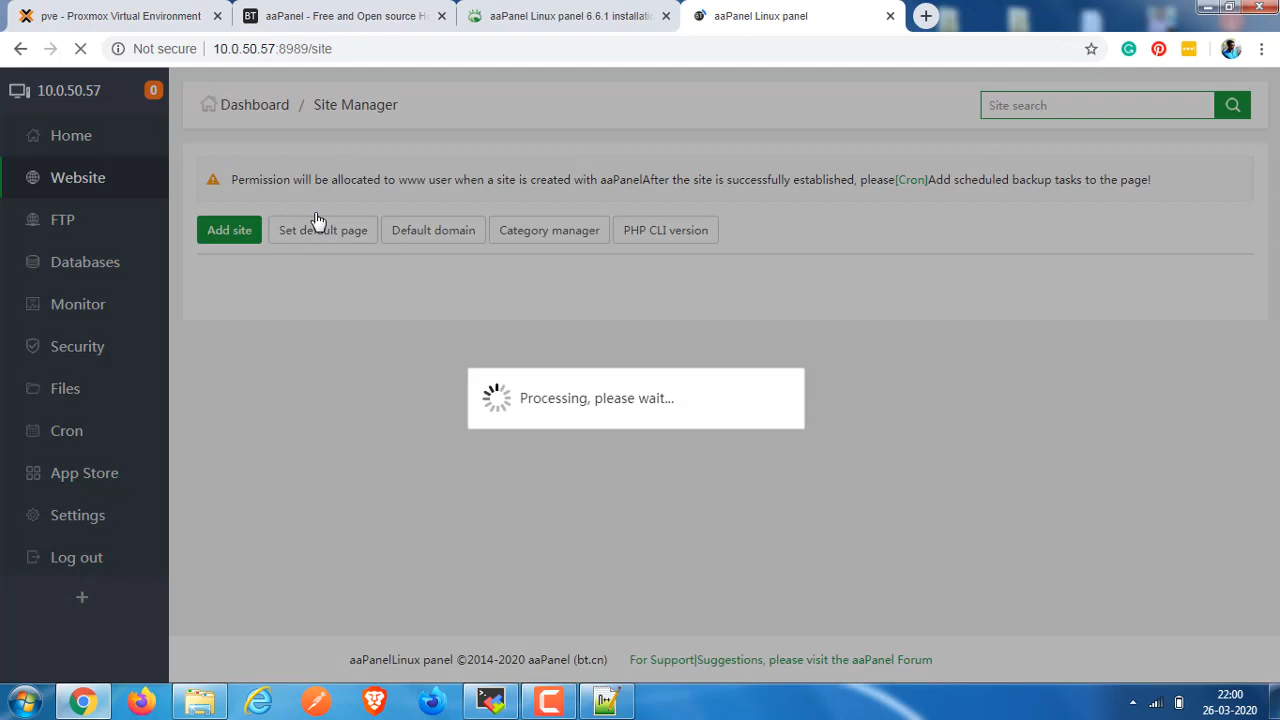 pve - Proxmox Virtual Environment
aaPanel - Free and Open source Ho
aaPanel Linux panel 6.6.1 installatio
aaPanel Linux panel
Not secure
10.0.50.57:8989/site
10.0.50.57
0
Home
Website
FTP
Databases
Monitor
Security
Files
Cron
App Store
Settings
Log out
+
Dashboard / Site Manager
Site search
Permission will be allocated to www user when a site is created with aaPanelAfter the site is successfully established, please[Cron]Add scheduled backup tasks to the page!
Add site
Set default page
Default domain
Category manager
PHP CLI version
Processing, please wait...
aaPanelLinux panel ©2014-2020 aaPanel (bt.cn)
For Support|Suggestions, please visit the aaPanel Forum
22:00
26-03-2020